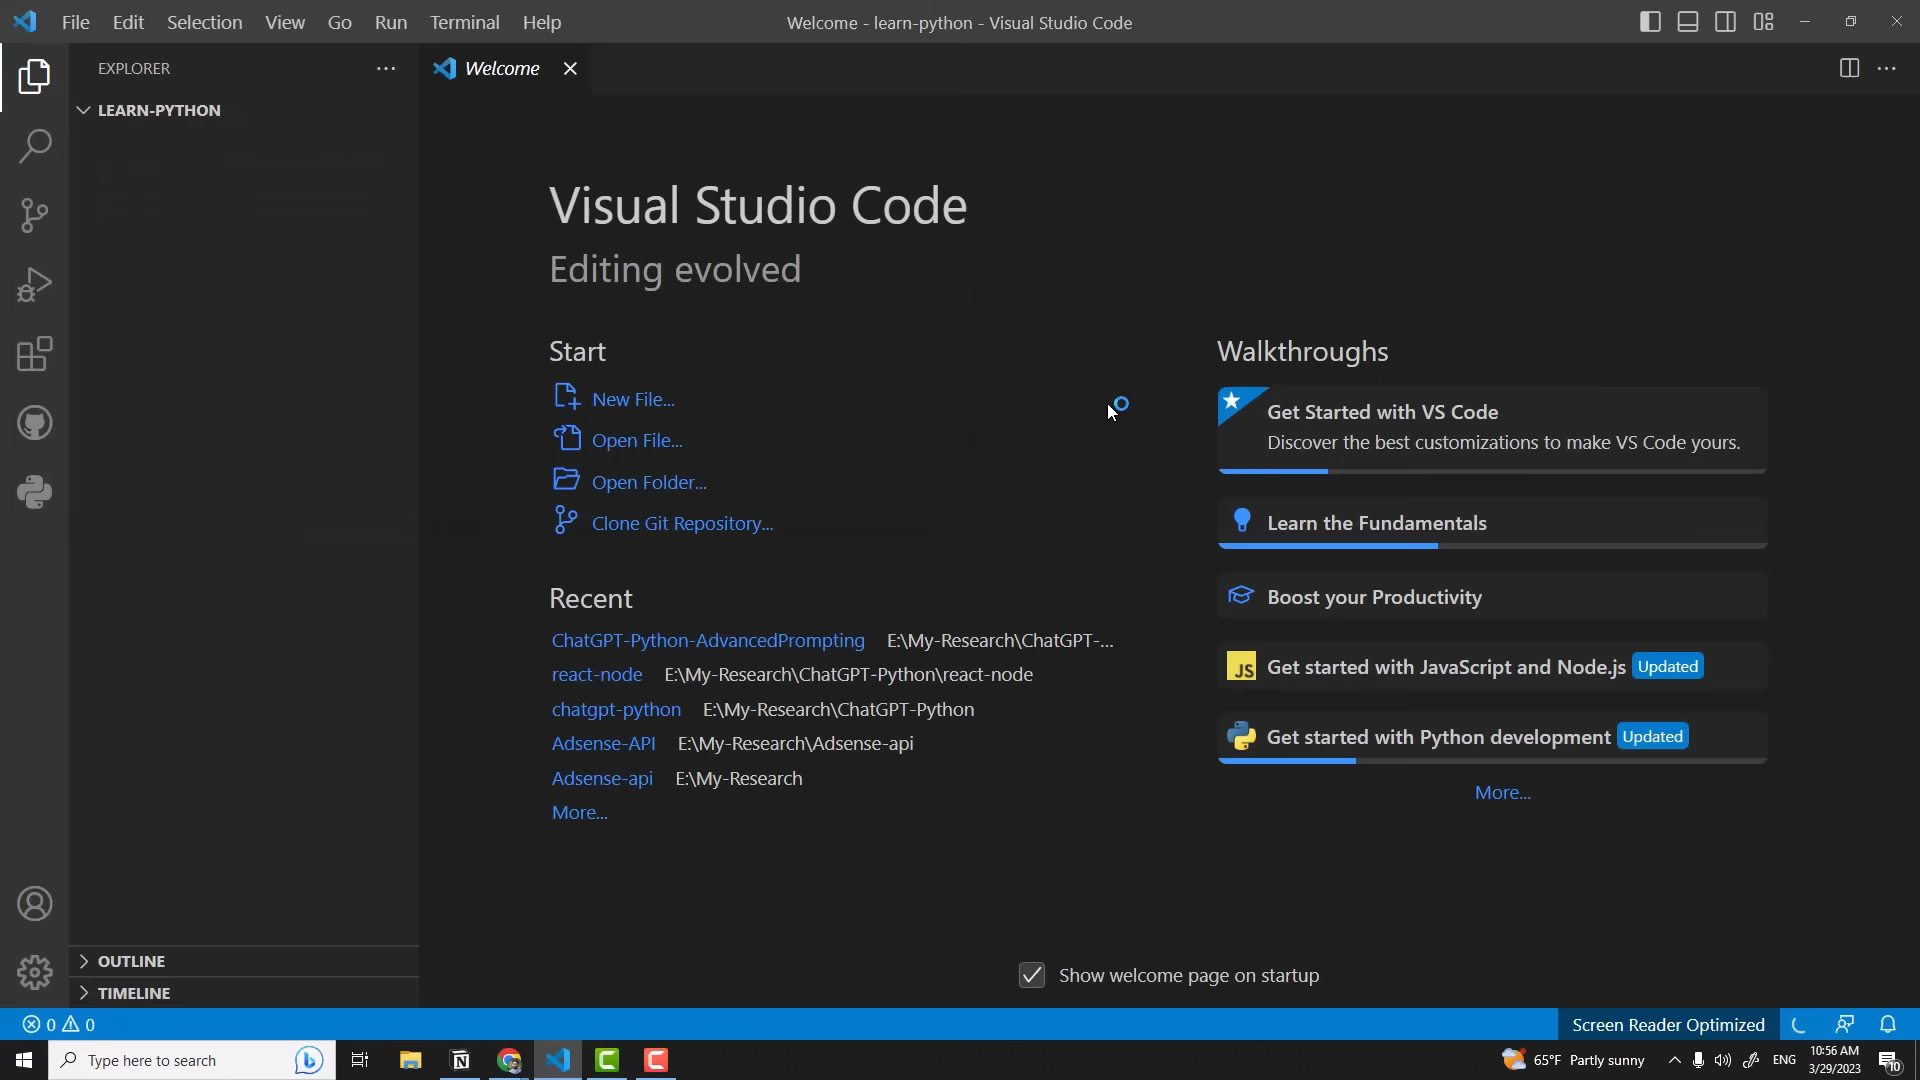 File Edit Selection View Go Run Terminal Help
Welcome - learn-python - Visual Studio Code
EXPLORER
LEARN-PYTHON
OUTLINE
TIMELINE
Welcome
Visual Studio Code
Editing evolved
Start
New File...
Open File...
Open Folder...
Clone Git Repository...
Recent
ChatGPT-Python-AdvancedPrompting E:\My-Research\ChatGPT-...
react-node E:\My-Research\ChatGPT-Python\react-node
chatgpt-python E:\My-Research\ChatGPT-Python
Adsense-API E:\My-Research\Adsense-api
Adsense-api E:\My-Research
More...
Walkthroughs
Get Started with VS Code
Discover the best customizations to make VS Code yours.
Learn the Fundamentals
Boost your Productivity
JS Get started with JavaScript and Node.js Updated
Get started with Python development Updated
More...
Show welcome page on startup
0 0
Screen Reader Optimized
Type here to search
65°F Partly sunny
ENG
10:56 AM
3/29/2023
10